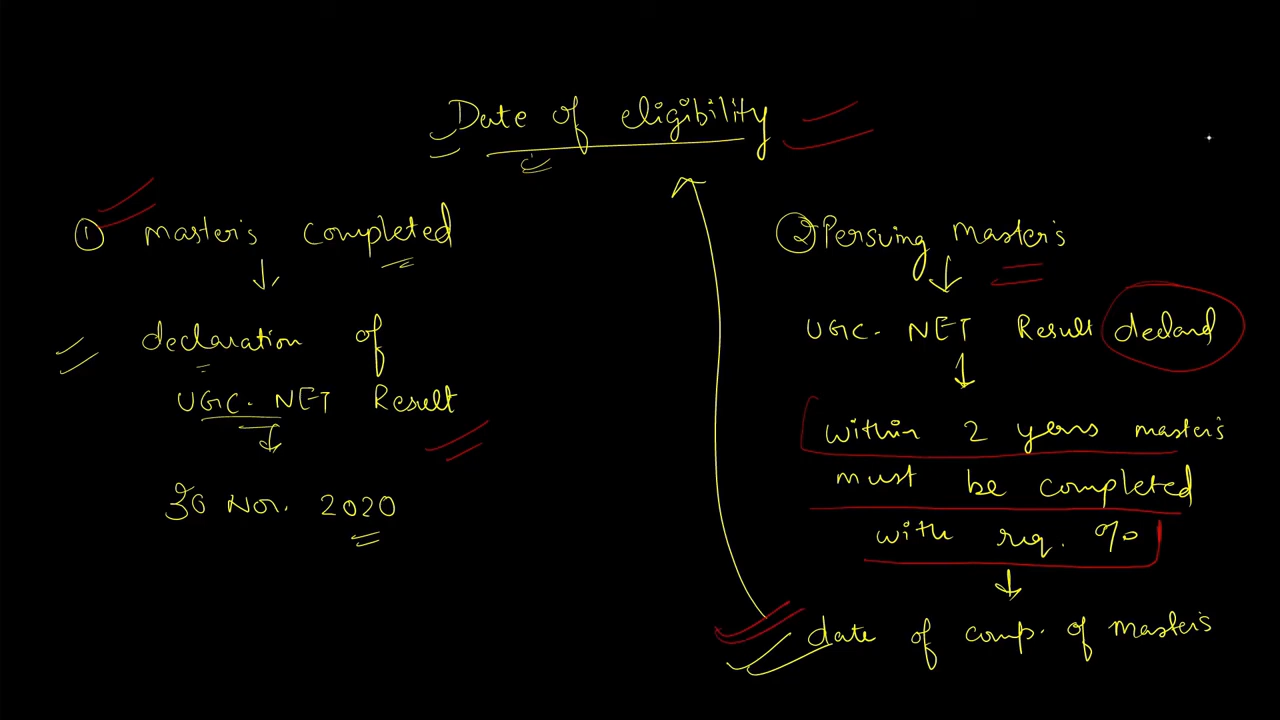 Date of eligibility
① Master's completed
declaration of
UGC-NET Result
30 Nov. 2020
② Persuing Master's
UGC-NET Result declared
within 2 years master's
must be completed
with req. %
date of comp. of master's